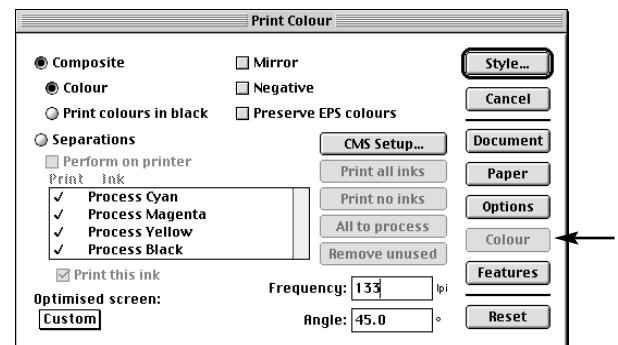 Print Colour
Composite
Mirror
Style...
Colour
Negative
Cancel
Print colours in black
Preserve EPS colours
Separations
CMS Setup...
Document
Perform on printer
Print all inks
Paper
Print Ink
✓ Process Cyan
Print no inks
Options
✓ Process Magenta
All to process
✓ Process Yellow
Colour
✓ Process Black
Remove unused
Print this ink
Features
Frequency: 133 lpi
Optimised screen:
Custom
Angle: 45.0 °
Reset